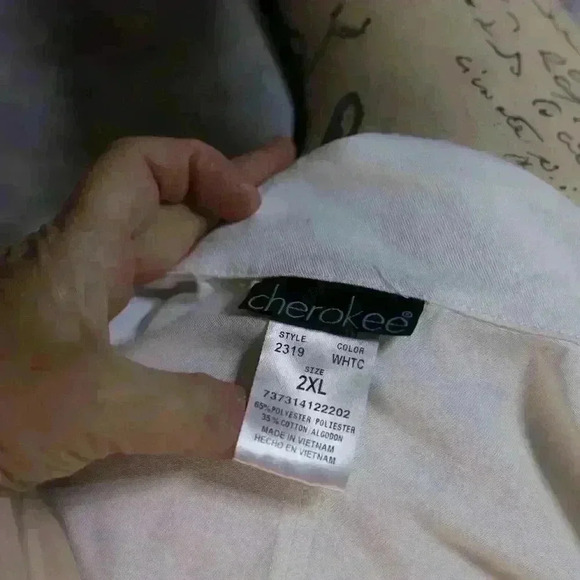 cherokee®
STYLE COLOR
2319 WHTC
SIZE
2XL
737314122202
65% POLYESTER/POLIESTER
35% COTTON/ALGODON
MADE IN VIETNAM
HECHO EN VIETNAM